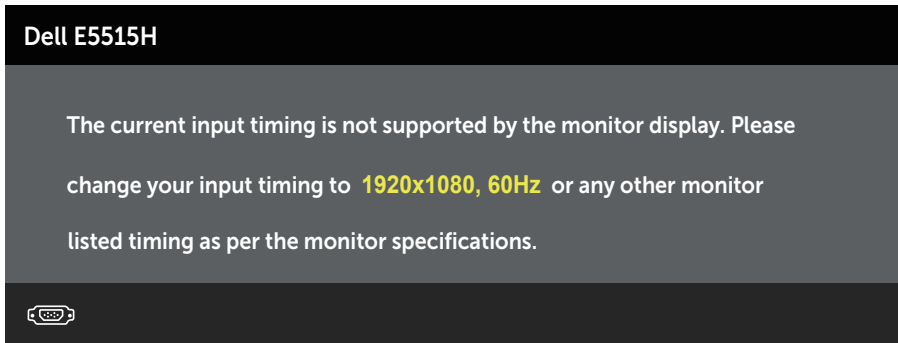 Dell E5515H
The current input timing is not supported by the monitor display. Please
change your input timing to 1920x1080, 60Hz or any other monitor
listed timing as per the monitor specifications.